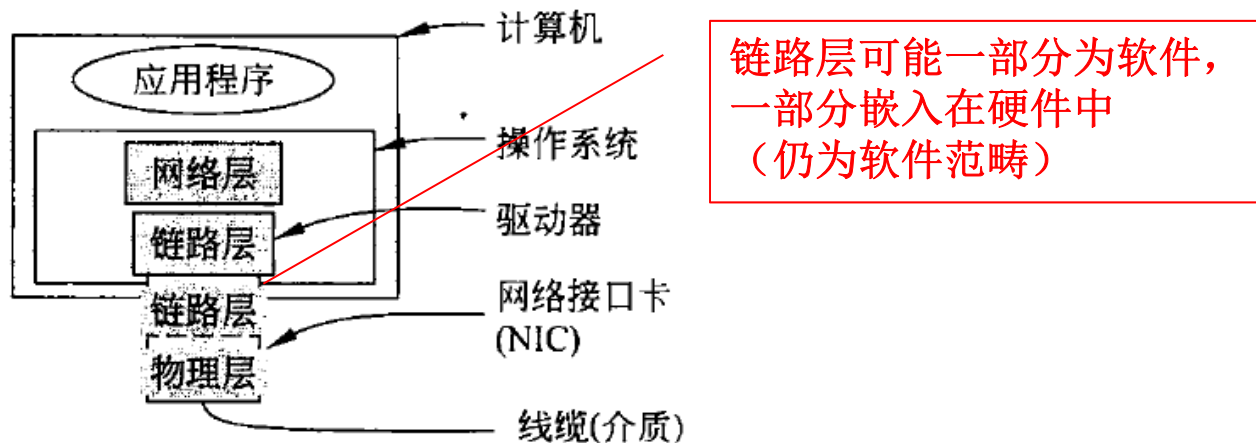 计算机
应用程序
操作系统
网络层
驱动器
链路层
网络接口卡
(NIC)
链路层
物理层
线缆(介质)
链路层可能一部分为软件，
一部分嵌入在硬件中
（仍为软件范畴）